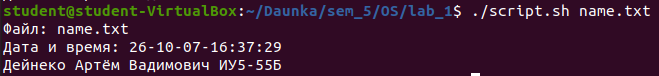 student@student-VirtualBox:~/Daunka/sem_5/OS/lab_1$ ./script.sh name.txt
Файл: name.txt
Дата и время: 26-10-07-16:37:29
Дейнеко Артём Вадимович ИУ5-55Б